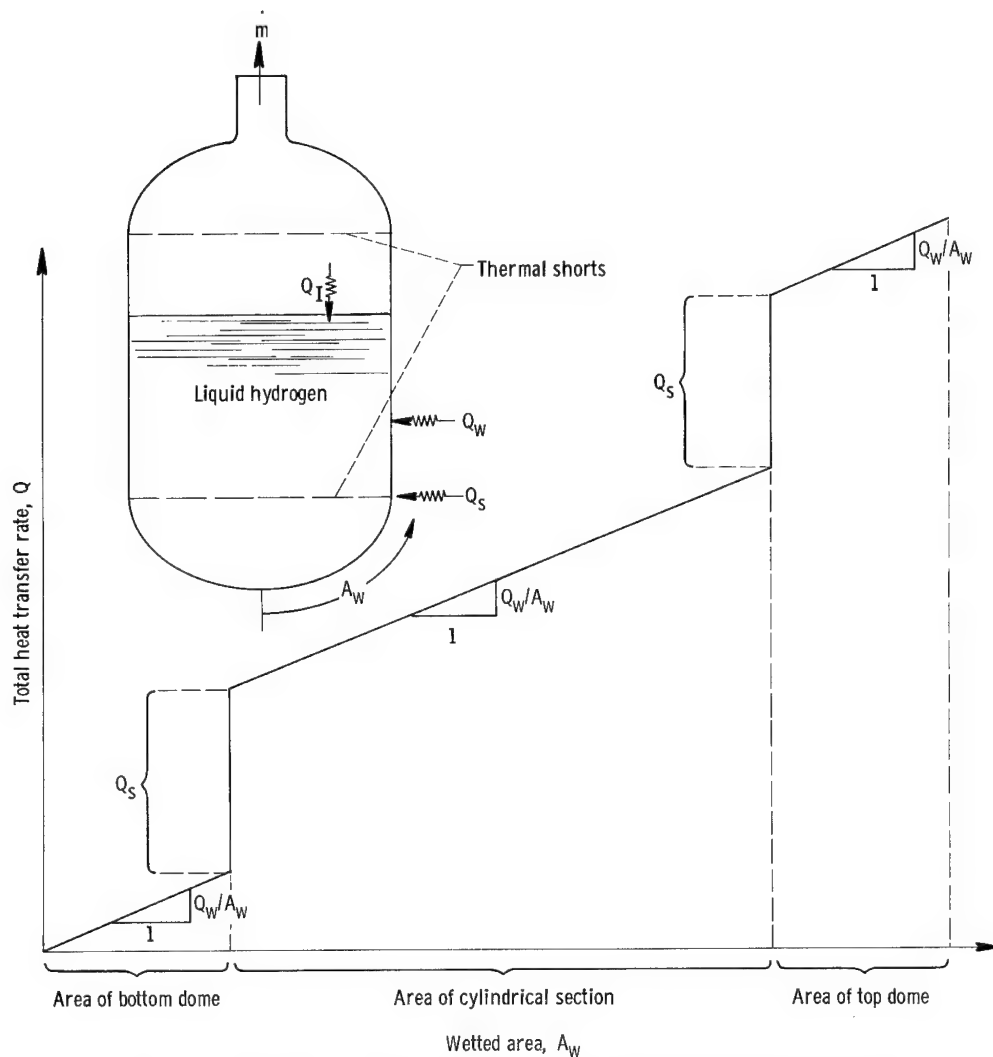 ṁ
Thermal shorts
Q_I
Liquid hydrogen
Q_W
Q_S
A_W
Q_W/A_W
1
Q_S
Q_W/A_W
1
Q_S
Q_W/A_W
1
Total heat transfer rate, Q
Area of bottom dome
Area of cylindrical section
Area of top dome
Wetted area, A_W